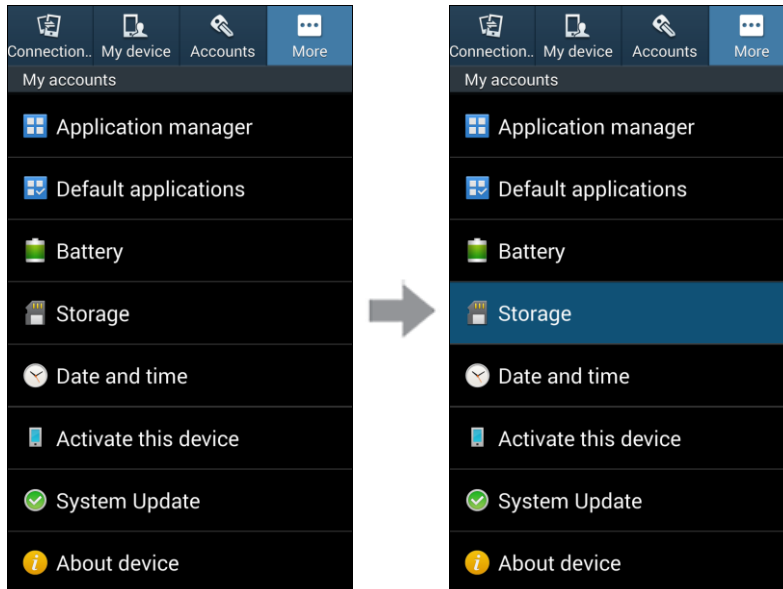 Connection.. My device Accounts More
My accounts
Application manager
Default applications
Battery
Storage
Date and time
Activate this device
System Update
About device
Connection.. My device Accounts More
My accounts
Application manager
Default applications
Battery
Storage
Date and time
Activate this device
System Update
About device